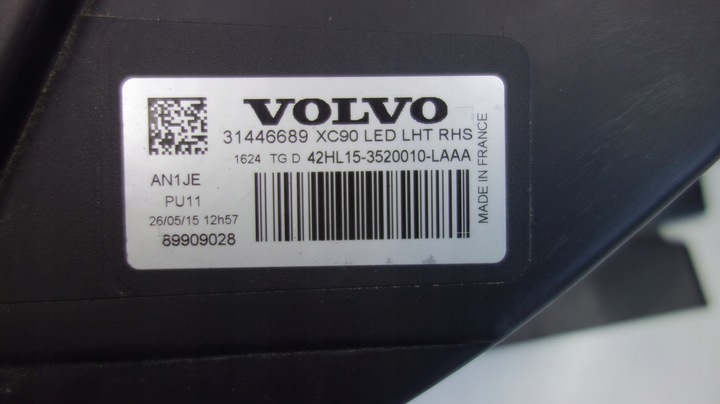 VOLVO
31446689 XC90 LED LHT RHS
1624 TG D 42HL15-3520010-LAAA
AN1JE
PU11
26/05/15 12h57
89909028
MADE IN FRANCE